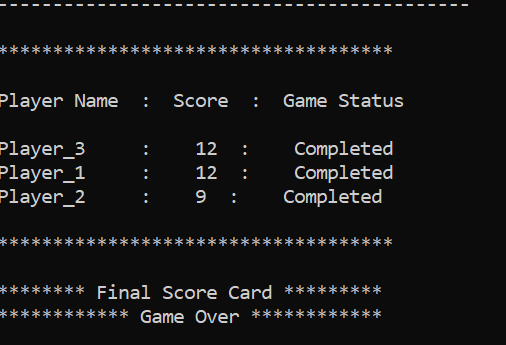 -------------------------------------------
************************************
Player Name  :  Score  :  Game Status
Player_3     :    12  :    Completed
Player_1     :    12  :    Completed
Player_2     :    9  :    Completed
************************************
******** Final Score Card *********
************ Game Over ************